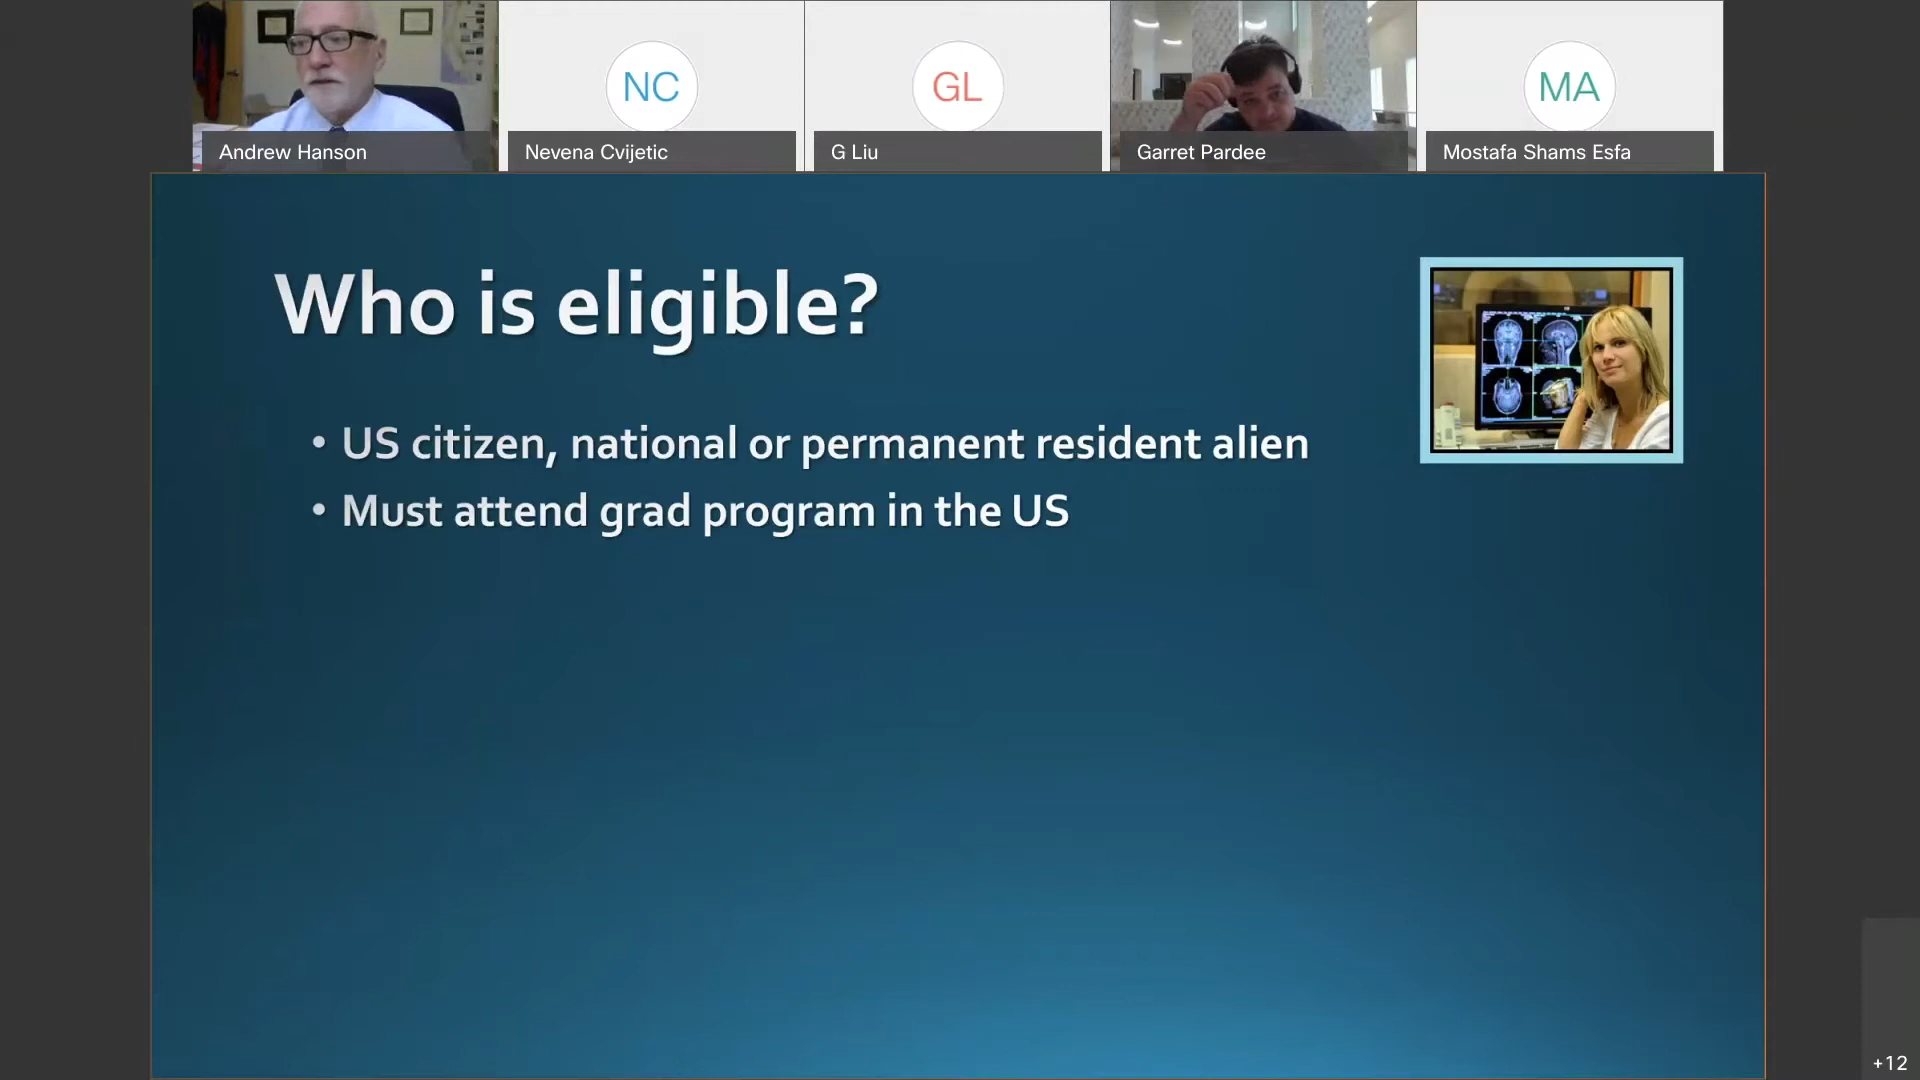 NC
GL
MA
Andrew Hanson
Nevena Cvijetic
G Liu
Garret Pardee
Mostafa Shams Esfa
Who is eligible?
• US citizen, national or permanent resident alien
• Must attend grad program in the US
+12